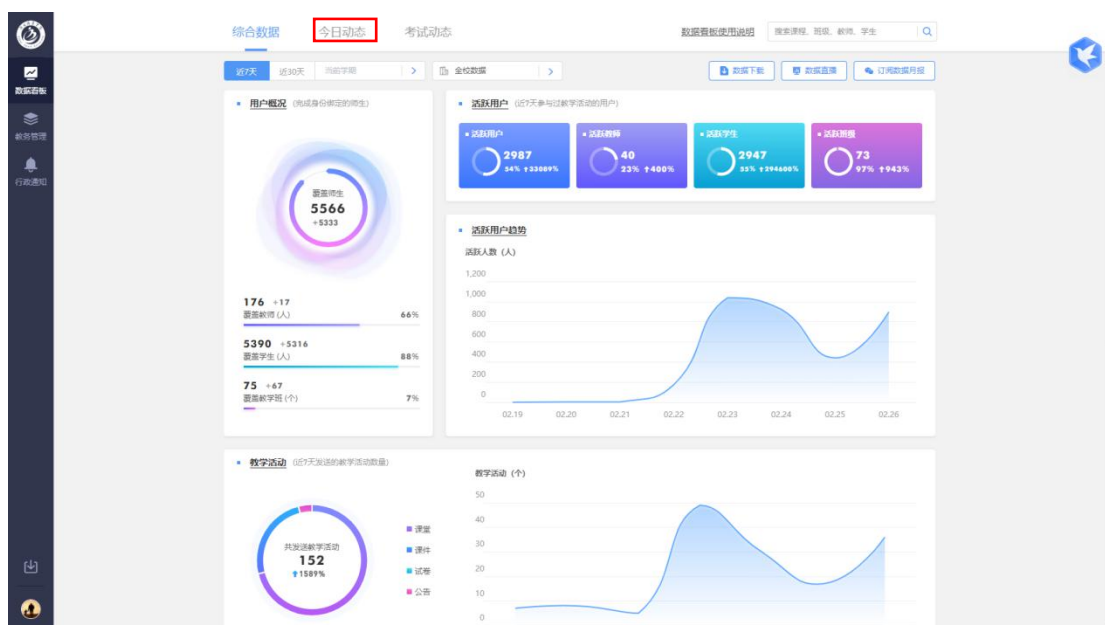 综合数据 今日动态 考试动态 数据看板使用说明 搜索课程、班级、教师、学生
近7天 近30天 当前学期 全校数据 数据下载 数据直播 订阅数据月报
数据看板
教务管理
行政通知
用户概况 (完成身份绑定的师生)
覆盖师生
5566
+5333
176 +17
覆盖教师 (人) 66%
5390 +5316
覆盖学生 (人) 88%
75 +67
覆盖教学班 (个) 7%
活跃用户 (近7天参与过教学活动的用户)
活跃用户
2987
54% ↑33089%
活跃教师
40
23% ↑400%
活跃学生
2947
55% ↑294600%
活跃班级
73
97% ↑943%
活跃用户趋势
活跃人数 (人)
1,200
1,000
800
600
400
200
0
02.19 02.20 02.21 02.22 02.23 02.24 02.25 02.26
教学活动 (近7天发送的教学活动数量)
共发送教学活动
152
↑1589%
课堂
课件
试卷
公告
教学活动 (个)
50
40
30
20
10
0